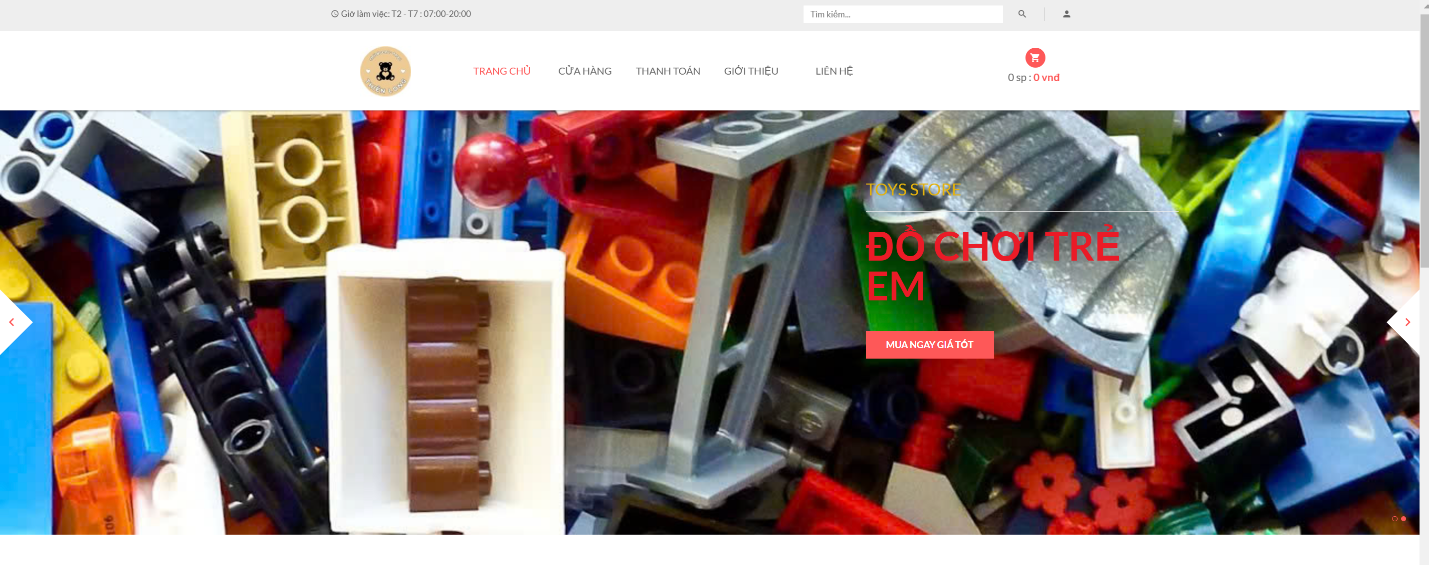 Giờ làm việc: T2 - T7 : 07:00-20:00
Tìm kiếm...
TRANG CHỦ
CỬA HÀNG
THANH TOÁN
GIỚI THIỆU
LIÊN HỆ
0 sp : 0 vnd
TOYS STORE
ĐỒ CHƠI TRẺ
EM
MUA NGAY GIÁ TỐT